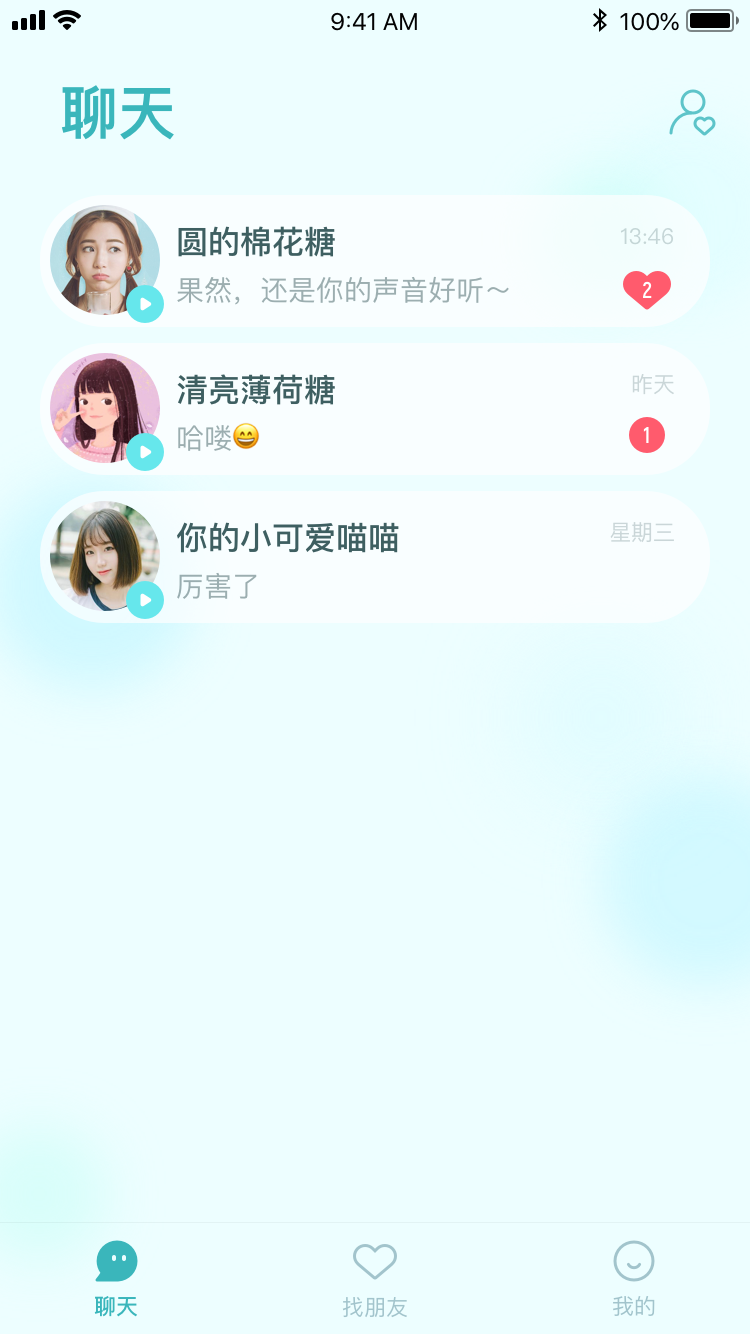 9:41 AM 100%
聊天
圆的棉花糖 13:46
果然，还是你的声音好听～ 2
清亮薄荷糖 昨天
哈喽😄 1
你的小可爱喵喵 星期三
厉害了
聊天 找朋友 我的